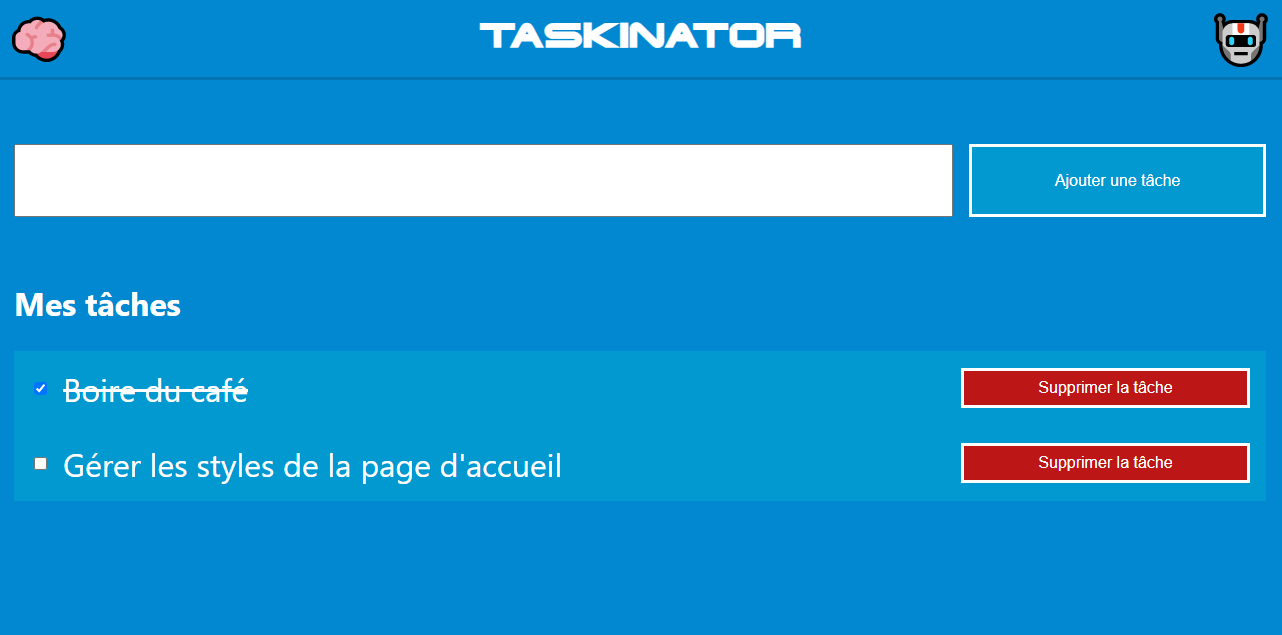 TASKINATOR
Ajouter une tâche
Mes tâches
Boire du café
Supprimer la tâche
Gérer les styles de la page d'accueil
Supprimer la tâche